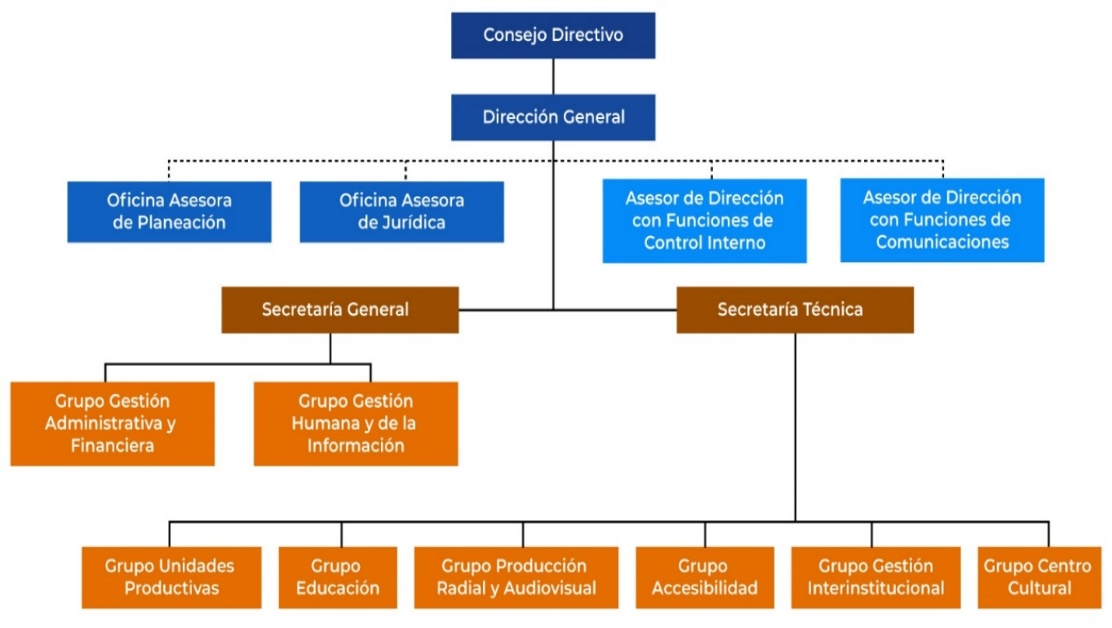 Consejo Directivo
Dirección General
Oficina Asesora
de Planeación
Oficina Asesora
de Jurídica
Asesor de Dirección
con Funciones de
Control Interno
Asesor de Dirección
con Funciones de
Comunicaciones
Secretaría General
Secretaría Técnica
Grupo Gestión
Administrativa y
Financiera
Grupo Gestión
Humana y de la
Información
Grupo Unidades
Productivas
Grupo
Educación
Grupo Producción
Radial y Audiovisual
Grupo
Accesibilidad
Grupo Gestión
Interinstitucional
Grupo Centro
Cultural